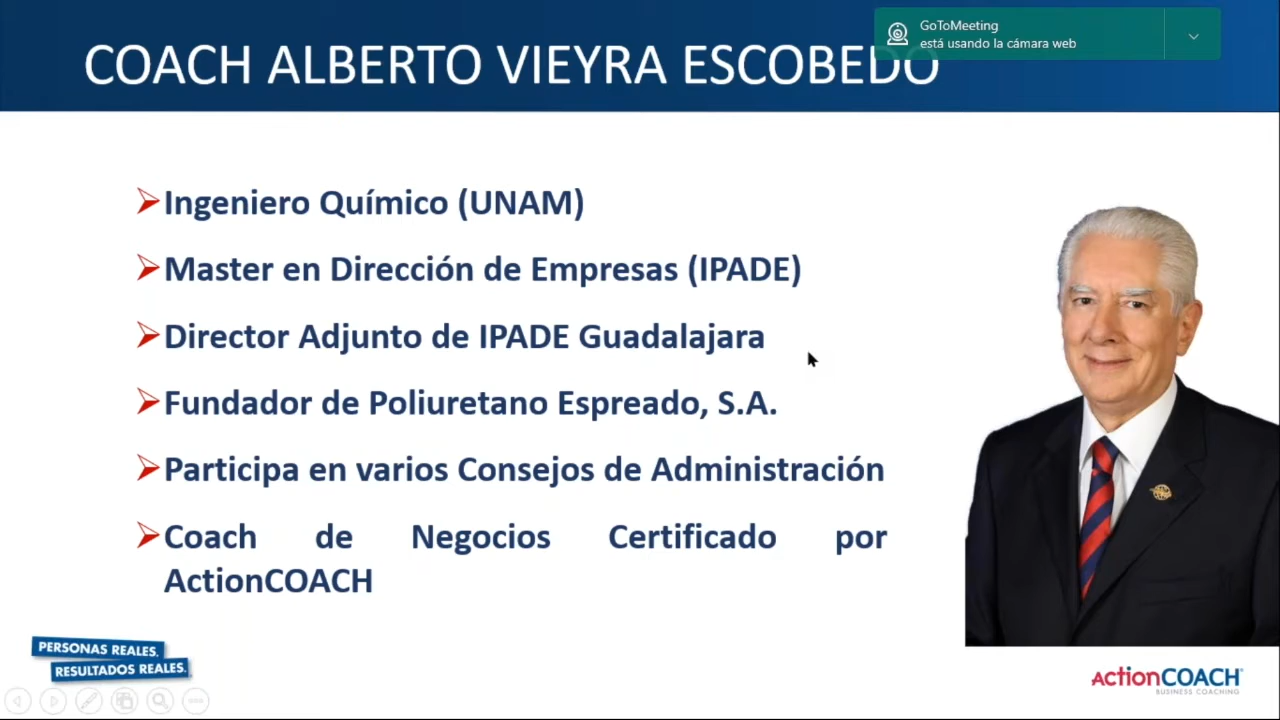 GoToMeeting
está usando la cámara web
COACH ALBERTO VIEYRA ESCOBEDO
Ingeniero Químico (UNAM)
Master en Dirección de Empresas (IPADE)
Director Adjunto de IPADE Guadalajara
Fundador de Poliuretano Espreado, S.A.
Participa en varios Consejos de Administración
Coach de Negocios Certificado por
ActionCOACH
PERSONAS REALES.
RESULTADOS REALES.
ActionCOACH
BUSINESS COACHING